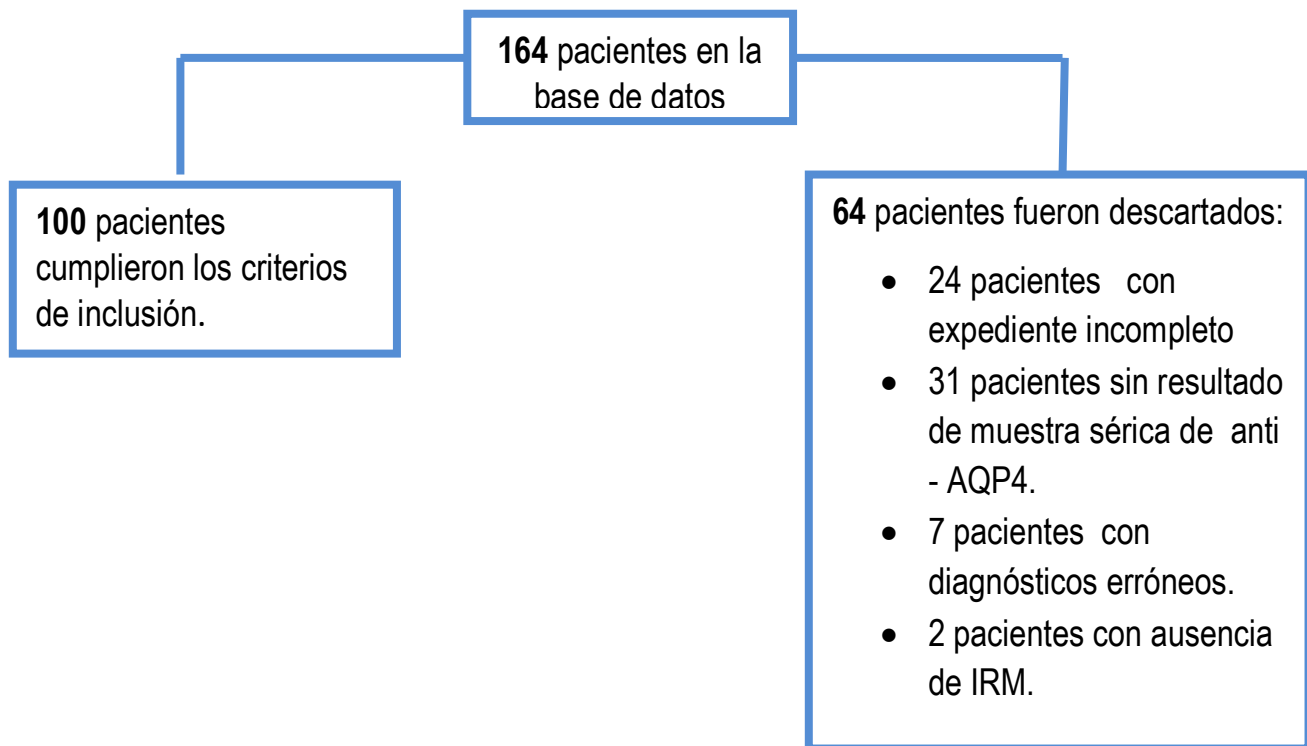 164 pacientes en la
base de datos
100 pacientes
cumplieron los criterios
de inclusión.
64 pacientes fueron descartados:
• 24 pacientes con
expediente incompleto
• 31 pacientes sin resultado
de muestra sérica de anti
- AQP4.
• 7 pacientes con
diagnósticos erróneos.
• 2 pacientes con ausencia
de IRM.